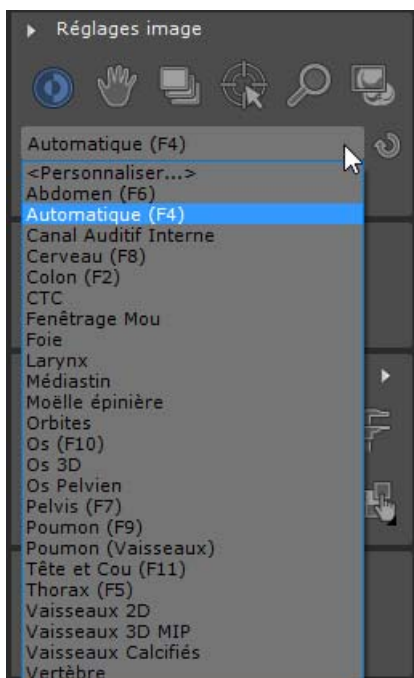 Réglages image
Automatique (F4)
<Personnaliser...>
Abdomen (F6)
Automatique (F4)
Canal Auditif Interne
Cerveau (F8)
Colon (F2)
CTC
Fenêtrage Mou
Foie
Larynx
Médiastin
Moëlle épinière
Orbites
Os (F10)
Os 3D
Os Pelvien
Pelvis (F7)
Poumon (F9)
Poumon (Vaisseaux)
Tête et Cou (F11)
Thorax (F5)
Vaisseaux 2D
Vaisseaux 3D MIP
Vaisseaux Calcifiés
Vertèbre